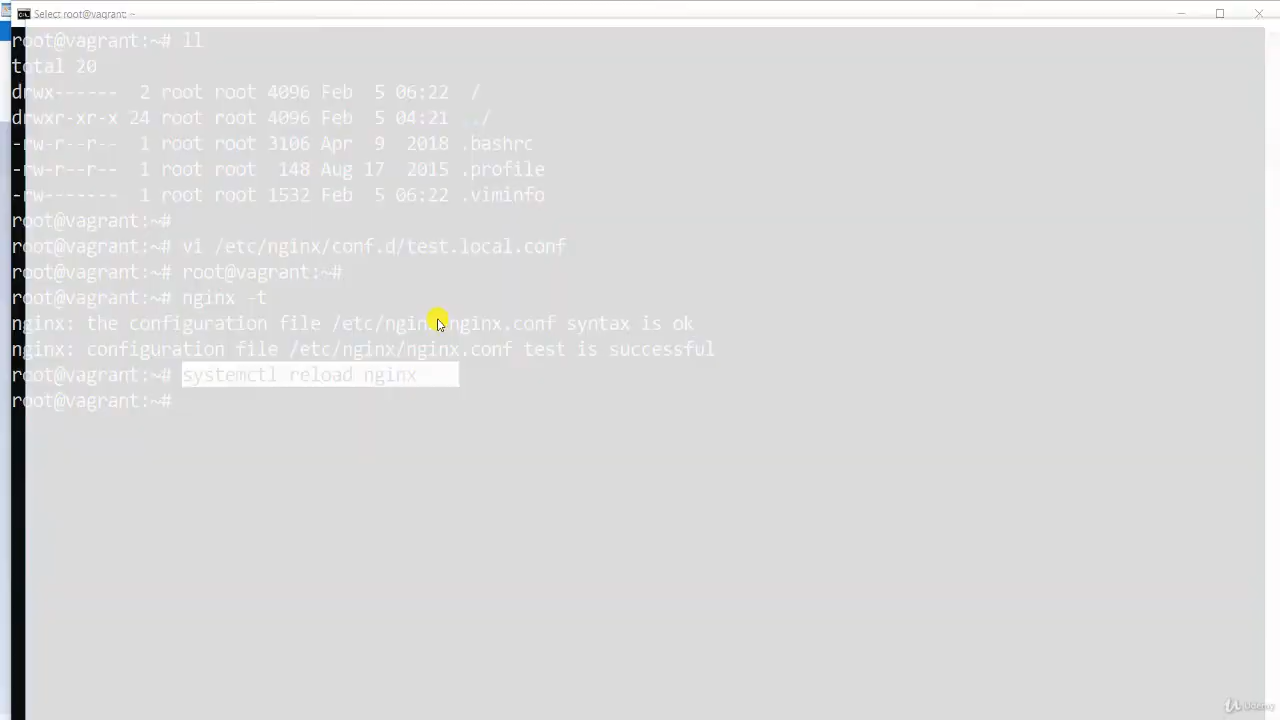 Select root@vagrant: ~
root@vagrant:~# ll
total 20
drwx------  2 root root 4096 Feb  5 06:22  /
drwxr-xr-x 24 root root 4096 Feb  5 04:21 ../
-rw-r--r--  1 root root 3106 Apr  9  2018 .bashrc
-rw-r--r--  1 root root  148 Aug 17  2015 .profile
-rw-------  1 root root 1532 Feb  5 06:22 .viminfo
root@vagrant:~#
root@vagrant:~# vi /etc/nginx/conf.d/test.local.conf
root@vagrant:~# root@vagrant:~#
root@vagrant:~# nginx -t
nginx: the configuration file /etc/nginx/nginx.conf syntax is ok
nginx: configuration file /etc/nginx/nginx.conf test is successful
root@vagrant:~# systemctl reload nginx
root@vagrant:~#
Udemy